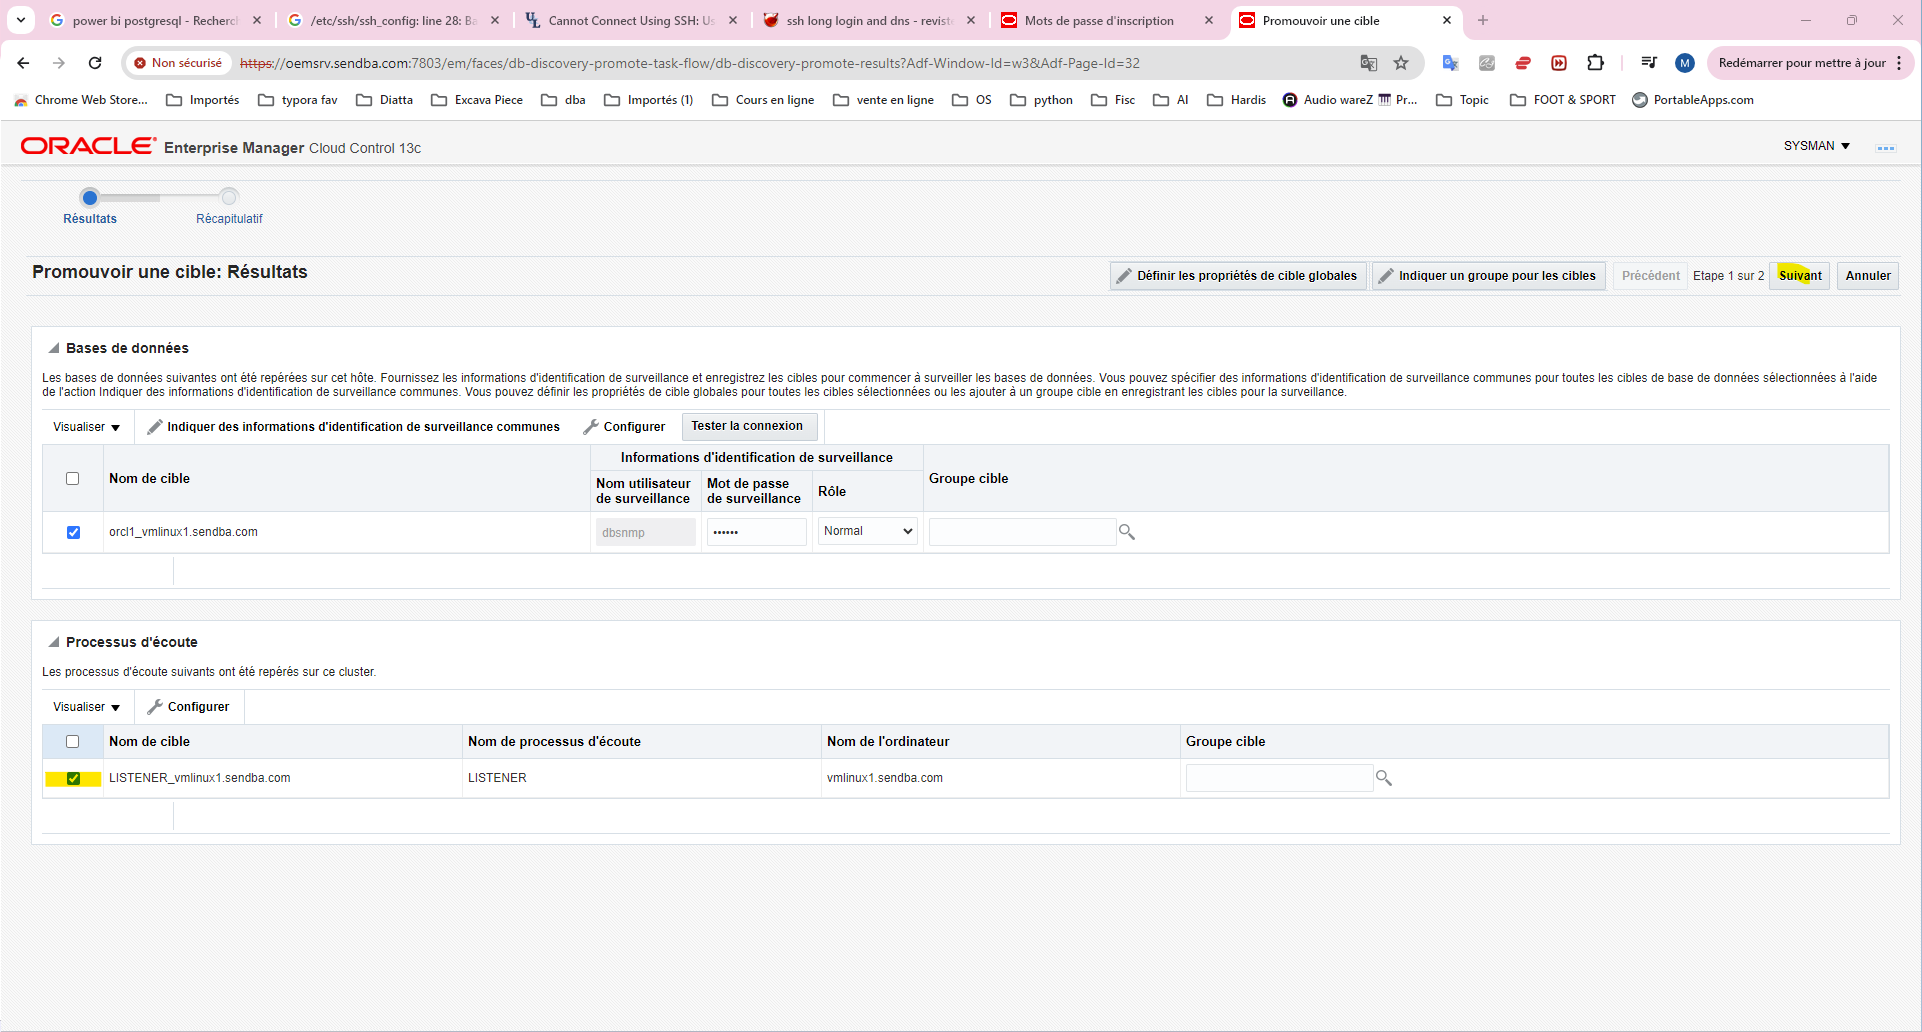 power bi postgresql - Recherch
/etc/ssh/ssh_config: line 28: Ba
Cannot Connect Using SSH: Us
ssh long login and dns - reviste
Mots de passe d'inscription
Promouvoir une cible
Non sécurisé
https://oemsrv.sendba.com:7803/em/faces/db-discovery-promote-task-flow/db-discovery-promote-results?Adf-Window-Id=w3&Adf-Page-Id=32
M
Redémarrer pour mettre à jour
Chrome Web Store...
Importés
typora fav
Diatta
Excava Piece
dba
Importés (1)
Cours en ligne
vente en ligne
OS
python
Fisc
AI
Hardis
Audio wareZ
Pr...
Topic
FOOT & SPORT
PortableApps.com
ORACLE Enterprise Manager Cloud Control 13c
SYSMAN
Résultats
Récapitulatif
Promouvoir une cible: Résultats
Définir les propriétés de cible globales
Indiquer un groupe pour les cibles
Précédent
Etape 1 sur 2
Suivant
Annuler
Bases de données
Les bases de données suivantes ont été repérées sur cet hôte. Fournissez les informations d'identification de surveillance et enregistrez les cibles pour commencer à surveiller les bases de données. Vous pouvez spécifier des informations d'identification de surveillance communes pour toutes les cibles de base de données sélectionnées à l'aide
de l'action Indiquer des informations d'identification de surveillance communes. Vous pouvez définir les propriétés de cible globales pour toutes les cibles sélectionnées ou les ajouter à un groupe cible en enregistrant les cibles pour la surveillance.
Visualiser
Indiquer des informations d'identification de surveillance communes
Configurer
Tester la connexion
Nom de cible
Informations d'identification de surveillance
Nom utilisateur
de surveillance
Mot de passe
de surveillance
Rôle
Groupe cible
orcl1_vmlinux1.sendba.com
dbsnmp
••••••
Normal
Processus d'écoute
Les processus d'écoute suivants ont été repérés sur ce cluster.
Visualiser
Configurer
Nom de cible
Nom de processus d'écoute
Nom de l'ordinateur
Groupe cible
LISTENER_vmlinux1.sendba.com
LISTENER
vmlinux1.sendba.com